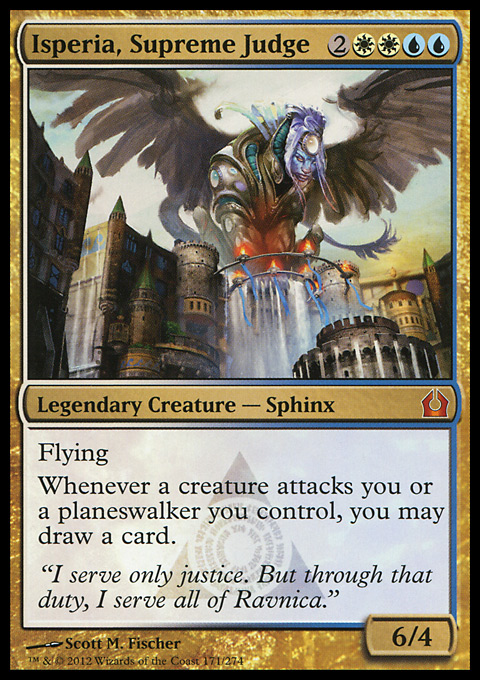 Isperia, Supreme Judge 2
Legendary Creature — Sphinx
Flying
Whenever a creature attacks you or
a planeswalker you control, you may
draw a card.
“I serve only justice. But through that
duty, I serve all of Ravnica.”
6/4
Scott M. Fischer
™ & © 2012 Wizards of the Coast 171/274